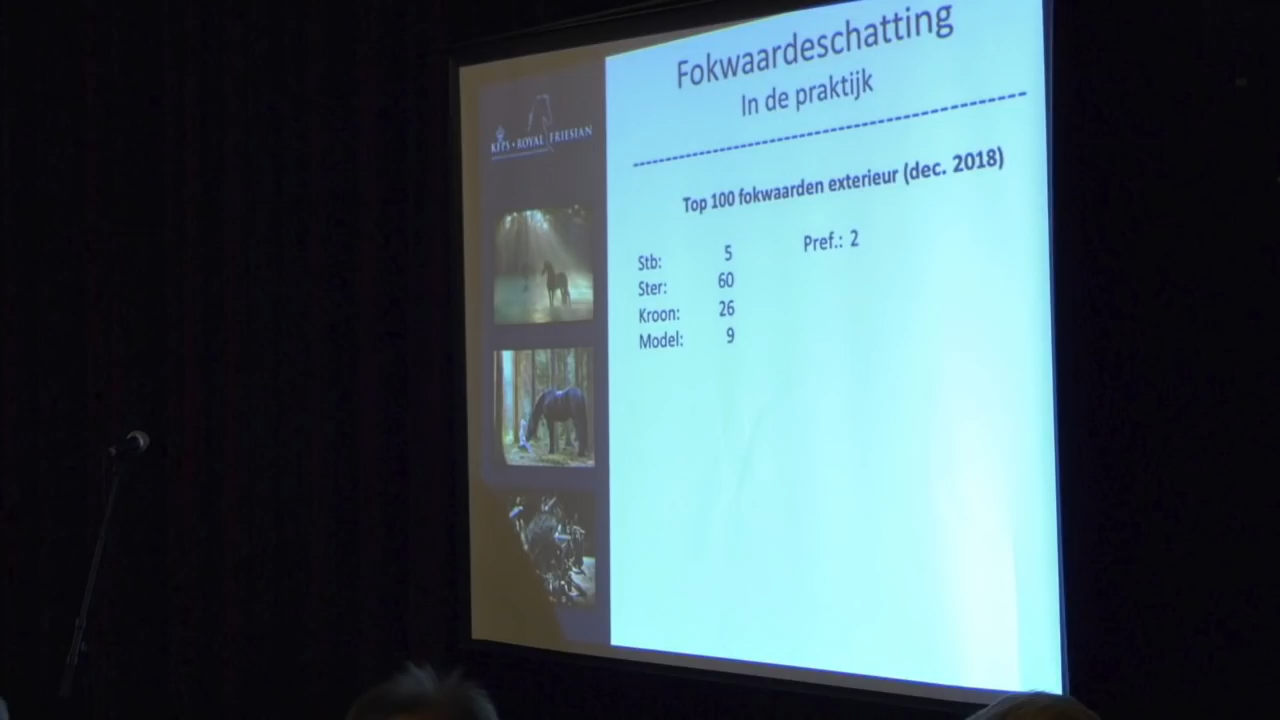 Fokwaardeschatting
In de praktijk
KFPS • ROYAL FRIESIAN
Top 100 fokwaarden exterieur (dec. 2018)
Stb: 5 Pref.: 2
Ster: 60
Kroon: 26
Model: 9